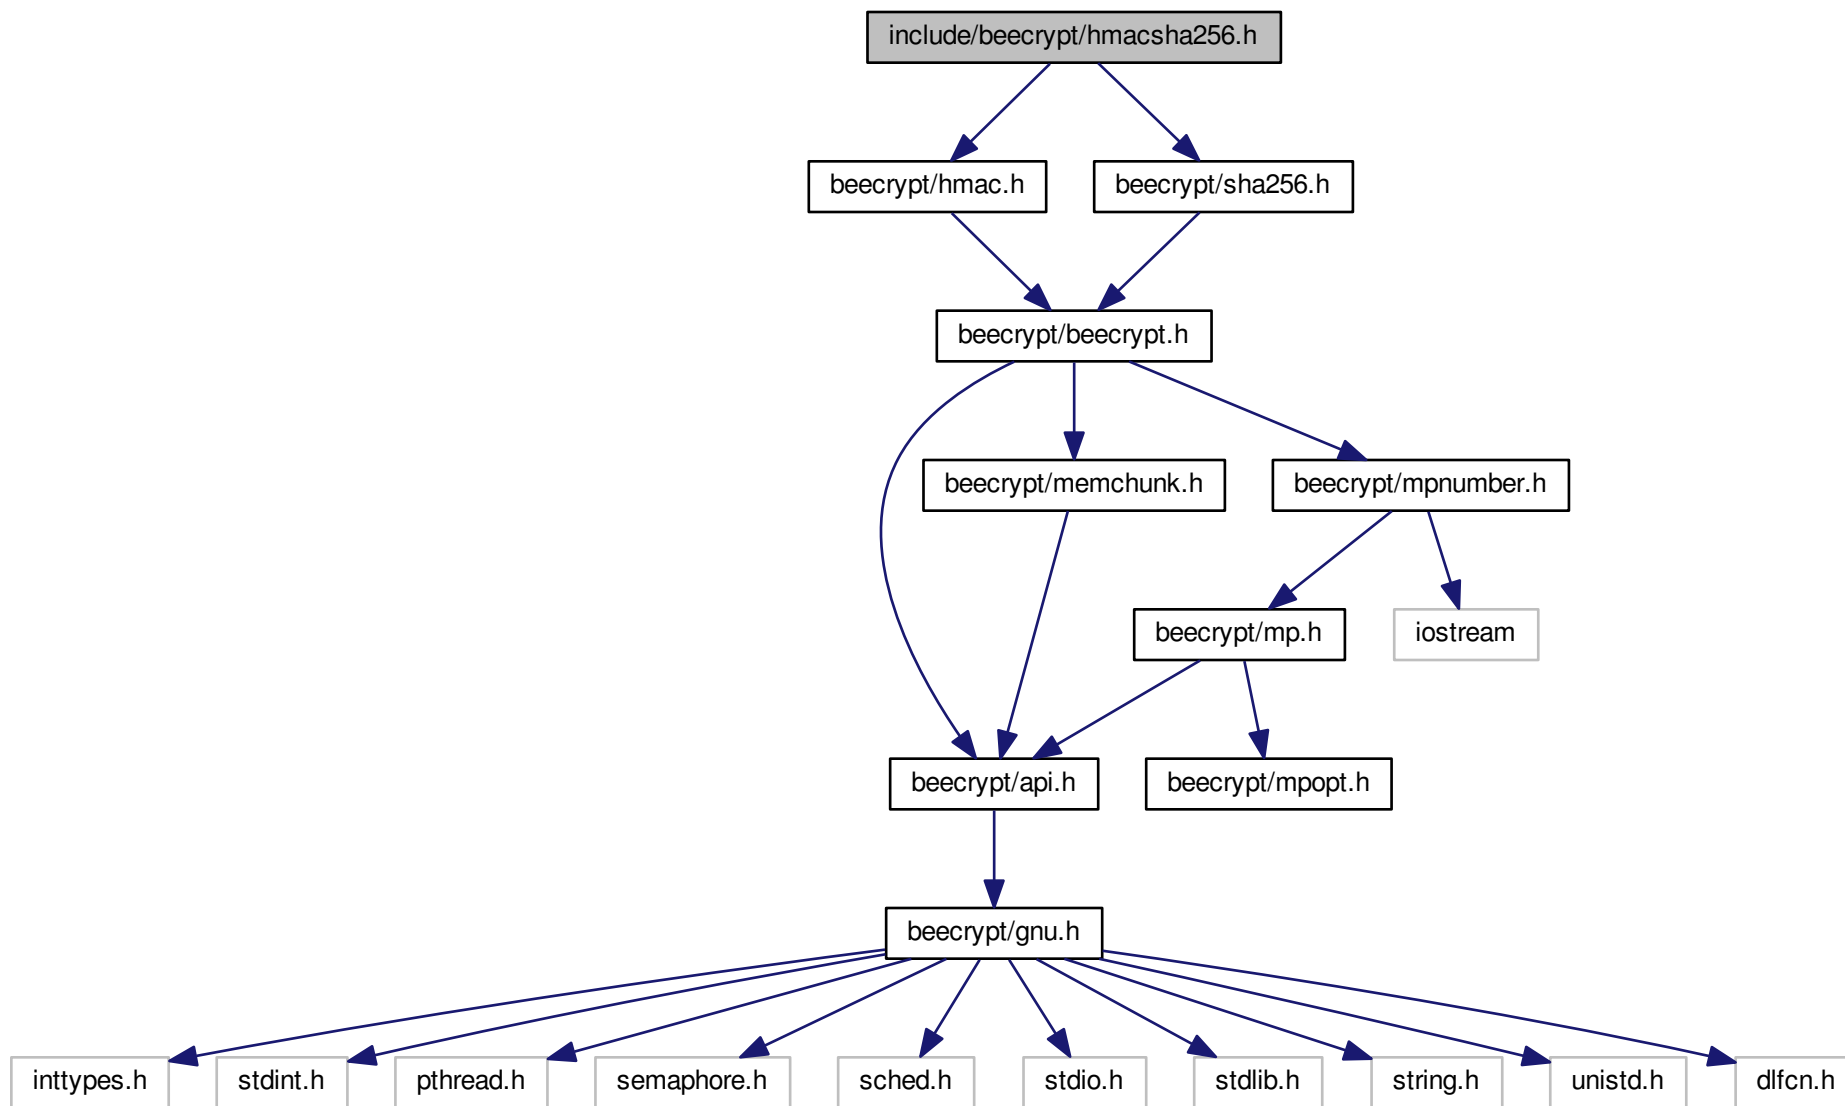 include/beecrypt/hmacsha256.h
beecrypt/hmac.h
beecrypt/sha256.h
beecrypt/beecrypt.h
beecrypt/memchunk.h
beecrypt/mpnumber.h
beecrypt/mp.h
iostream
beecrypt/api.h
beecrypt/mpopt.h
beecrypt/gnu.h
inttypes.h
stdint.h
pthread.h
semaphore.h
sched.h
stdio.h
stdlib.h
string.h
unistd.h
dlfcn.h